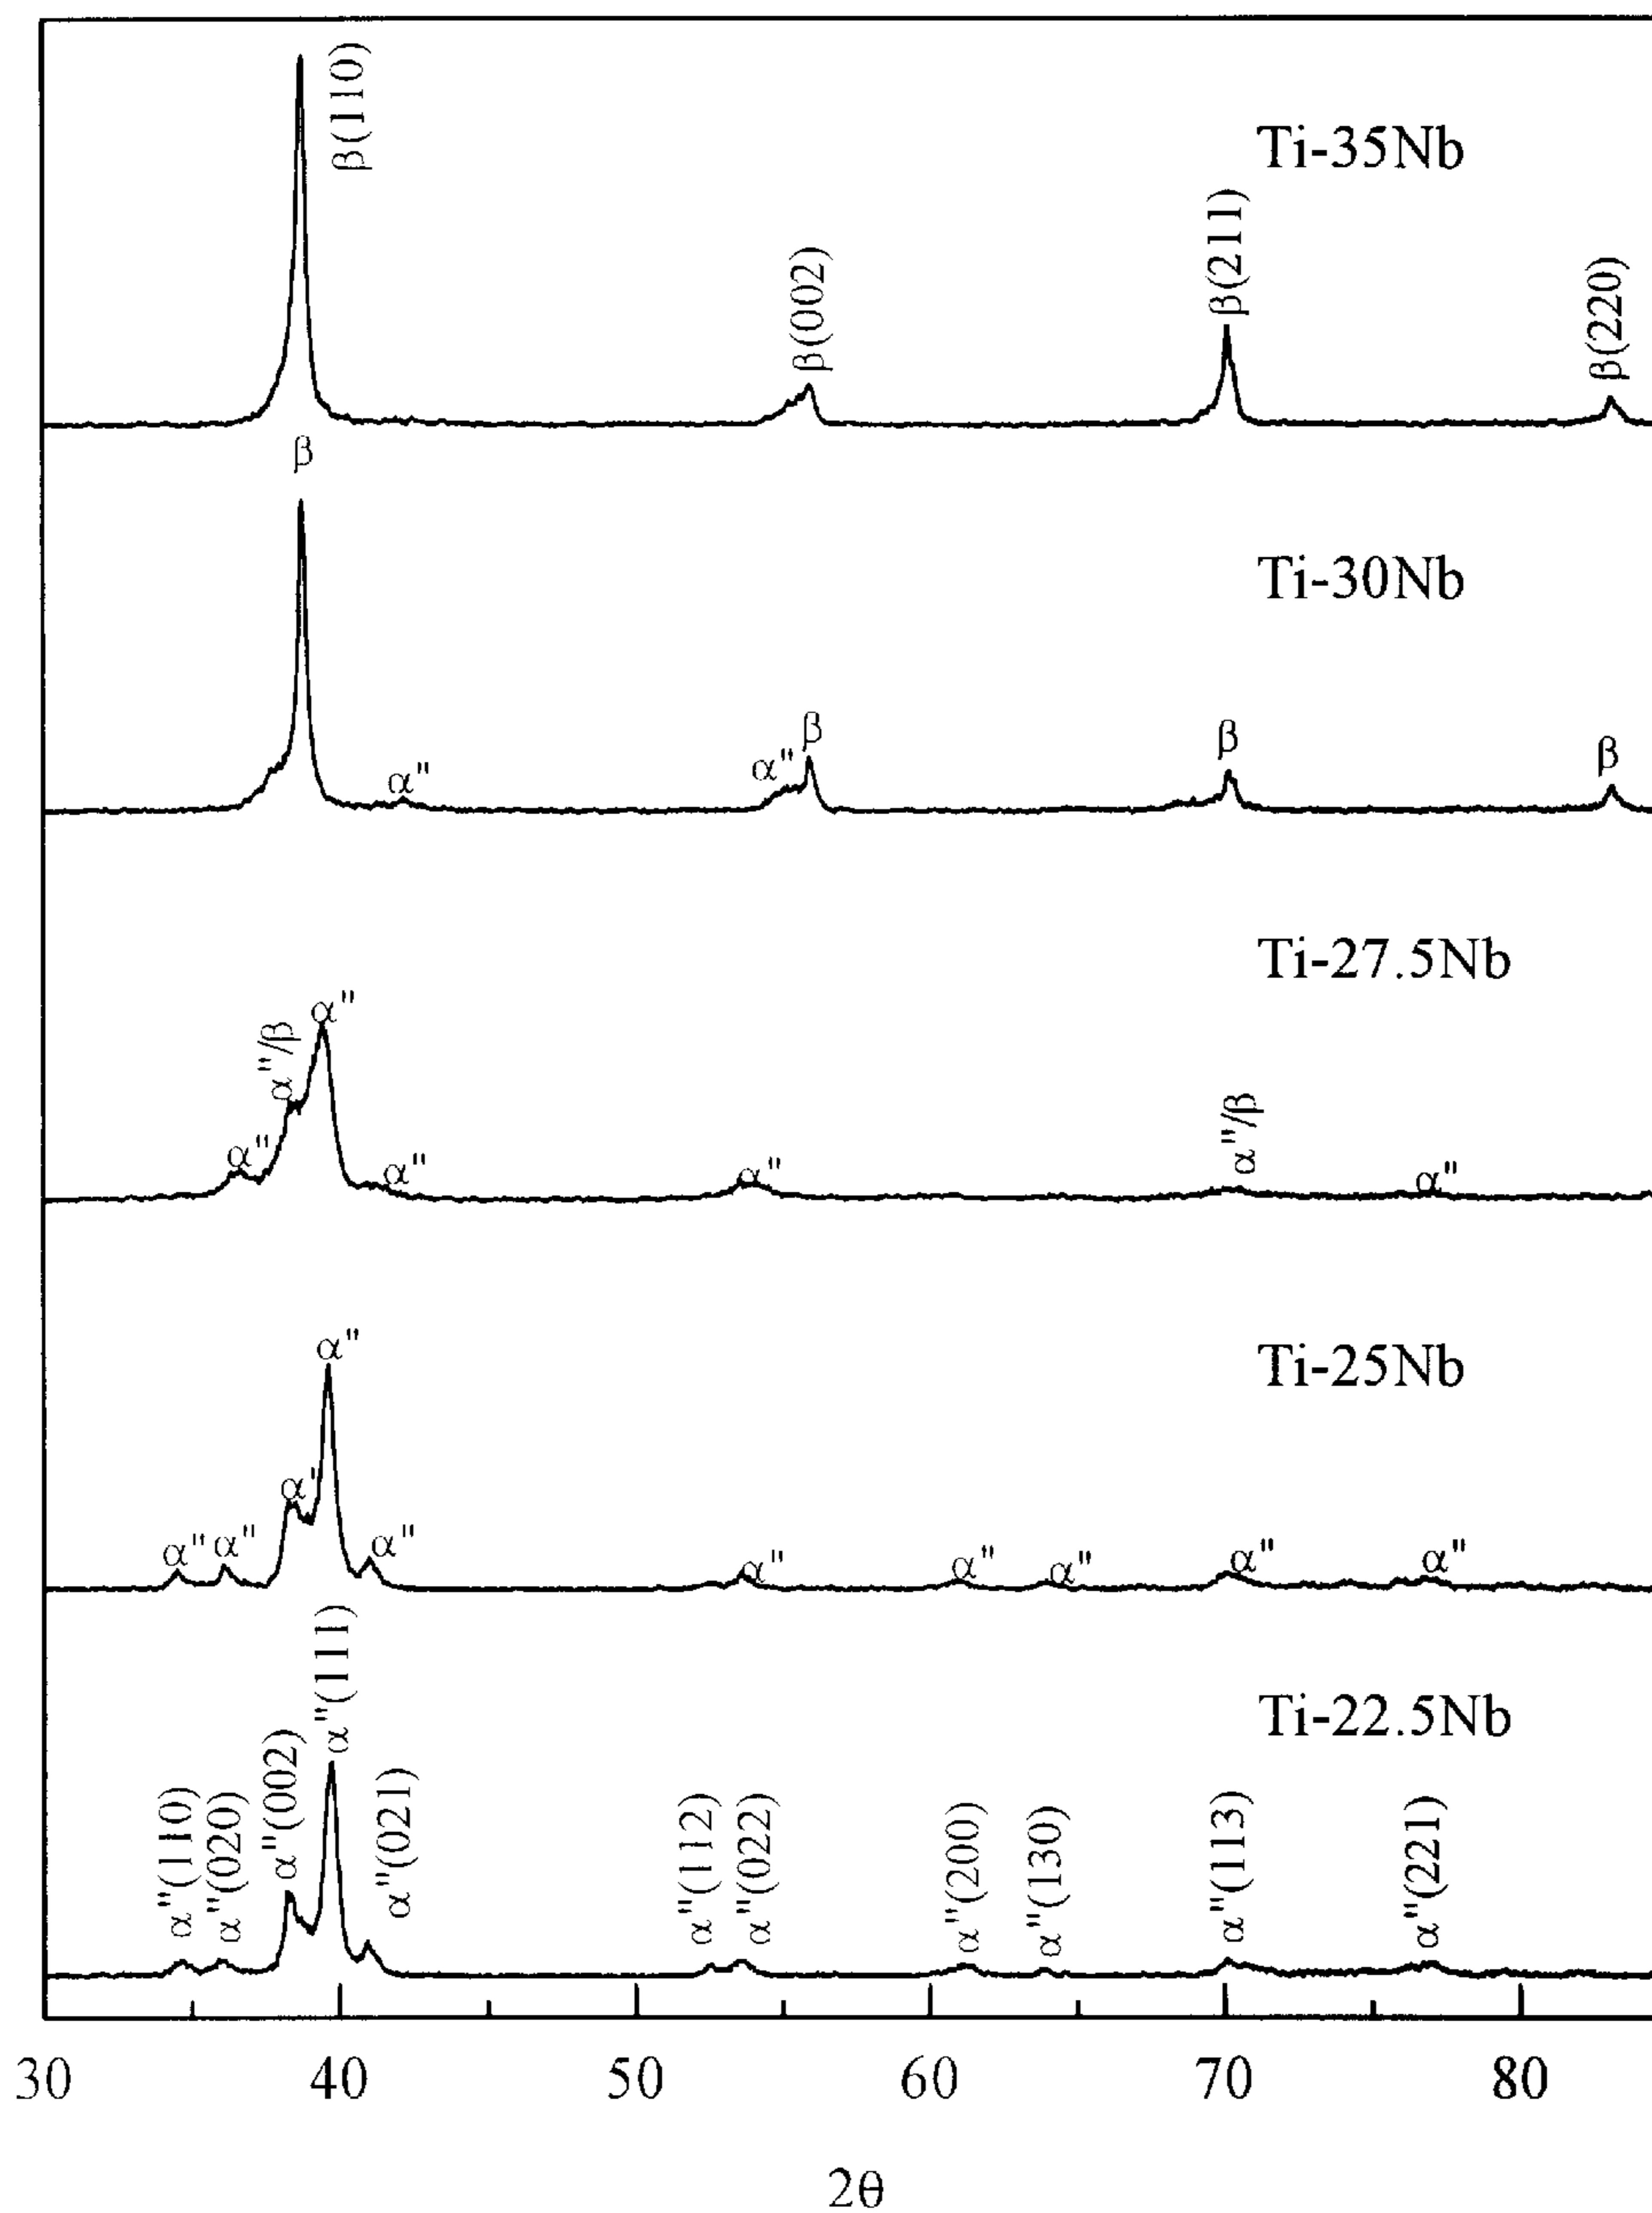 β(110)
Ti-35Nb
β(002)
β(211)
β(220)
β
Ti-30Nb
α"
α"
β
β
β
Ti-27.5Nb
α"
α"/β
α"
α"
α"
α"/β
α"
Ti-25Nb
α"
α"
α"
α"
α"
α"
α"
α"
α"
α"
Ti-22.5Nb
α"(110)
α"(020)
α"(002)
α"(111)
α"(021)
α"(112)
α"(022)
α"(200)
α"(130)
α"(113)
α"(221)
30 40 50 60 70 80
2θ